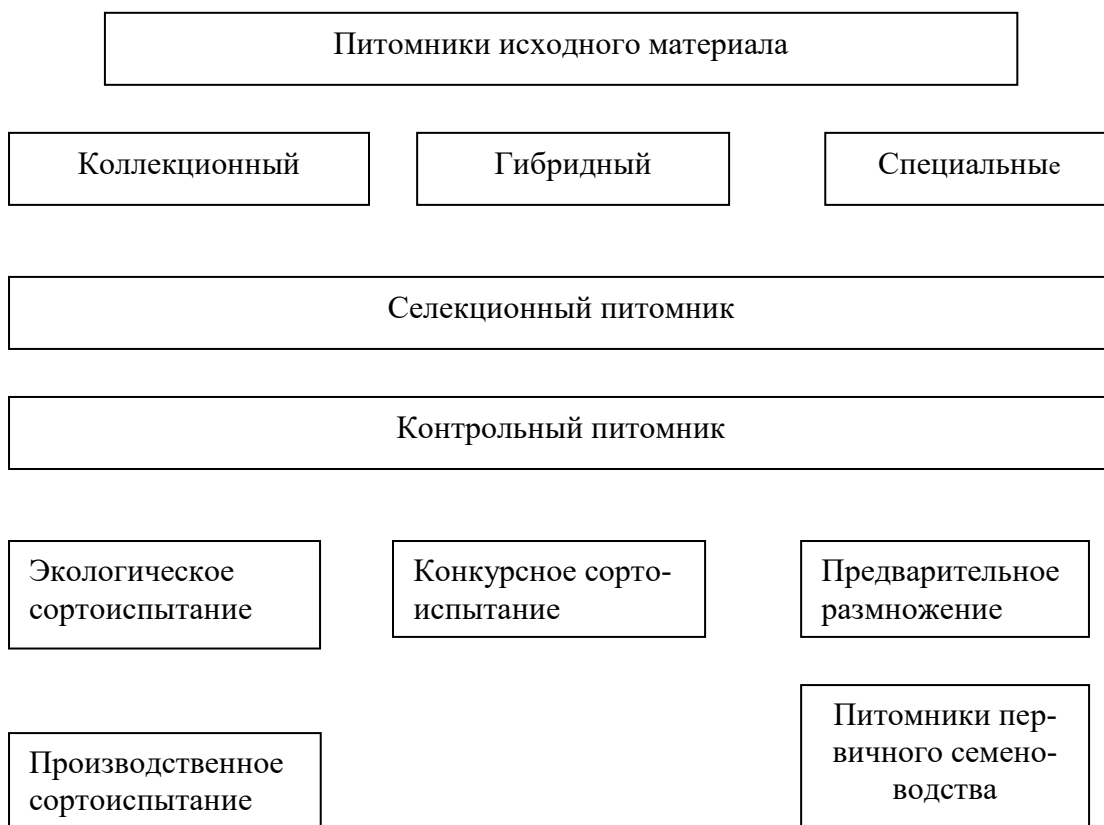 Питомники исходного материала
Коллекционный
Гибридный
Специальные
Селекционный питомник
Контрольный питомник
Экологическое
сортоиспытание
Конкурсное сорто-
испытание
Предварительное
размножение
Производственное
сортоиспытание
Питомники пер-
вичного семено-
водства